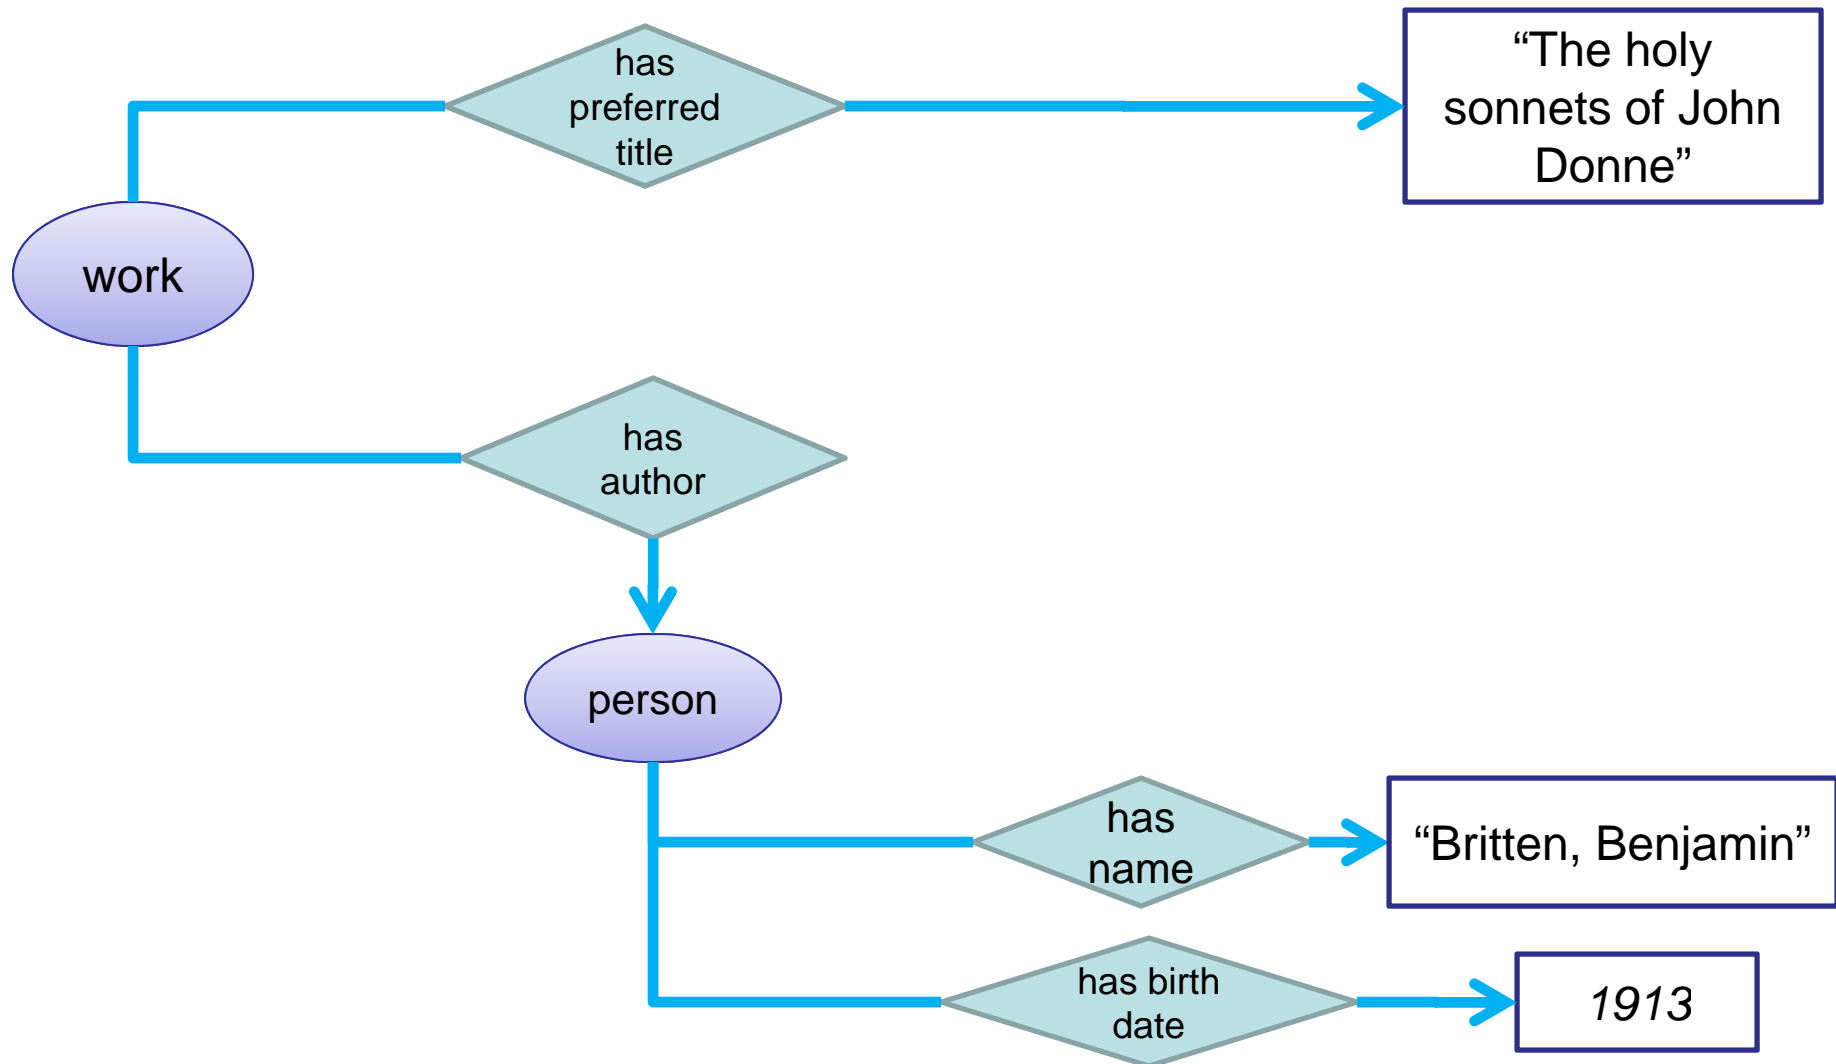 has
preferred
title
“The holy
sonnets of John
Donne”
work
has
author
person
has
name
“Britten, Benjamin”
has birth
date
1913